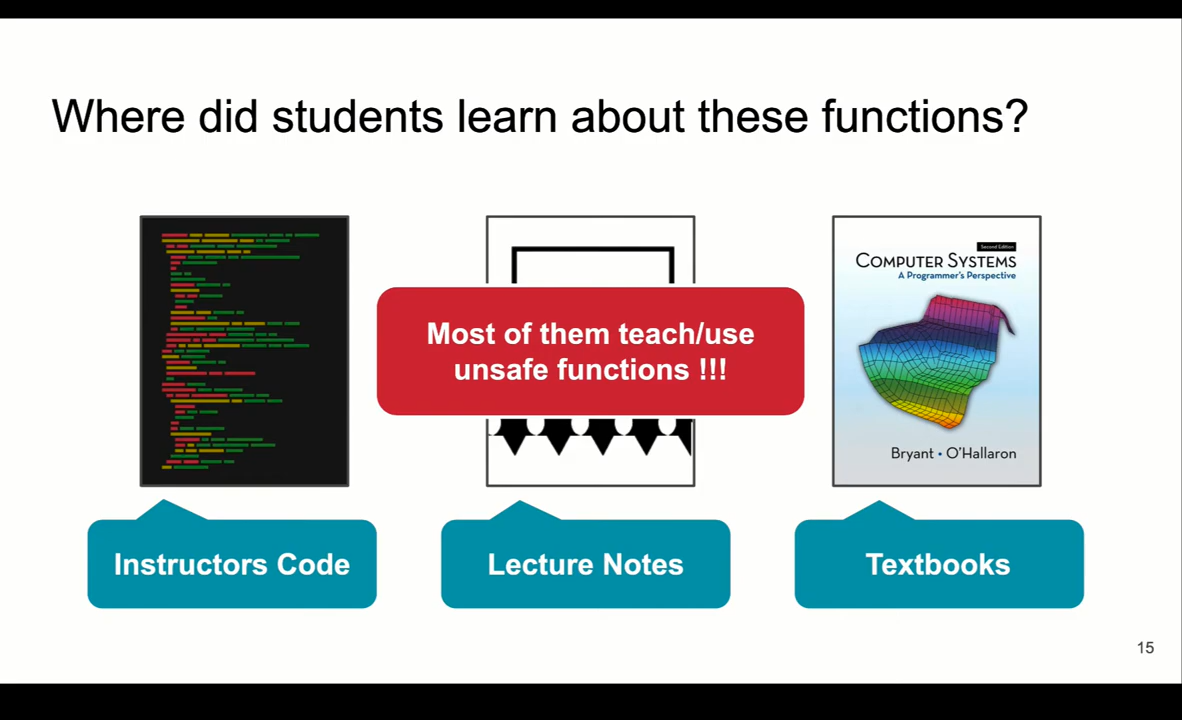 Where did students learn about these functions?
Second Edition
COMPUTER SYSTEMS
A Programmer's Perspective
Most of them teach/use
unsafe functions !!!
Bryant • O'Hallaron
Instructors Code
Lecture Notes
Textbooks
15